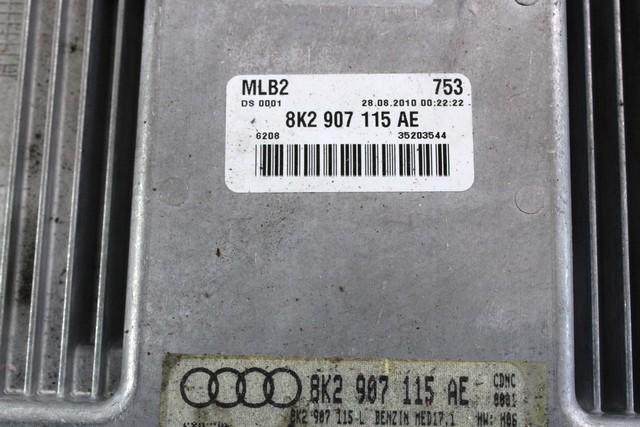 MLB2 753
DS 0001 28.08.2010 00:22:22
8K2 907 115 AE
6208 35203544
8K2 907 115 AE CDNC
0001
8K2 907 115-L BENZIN MED17.1 HW: H06